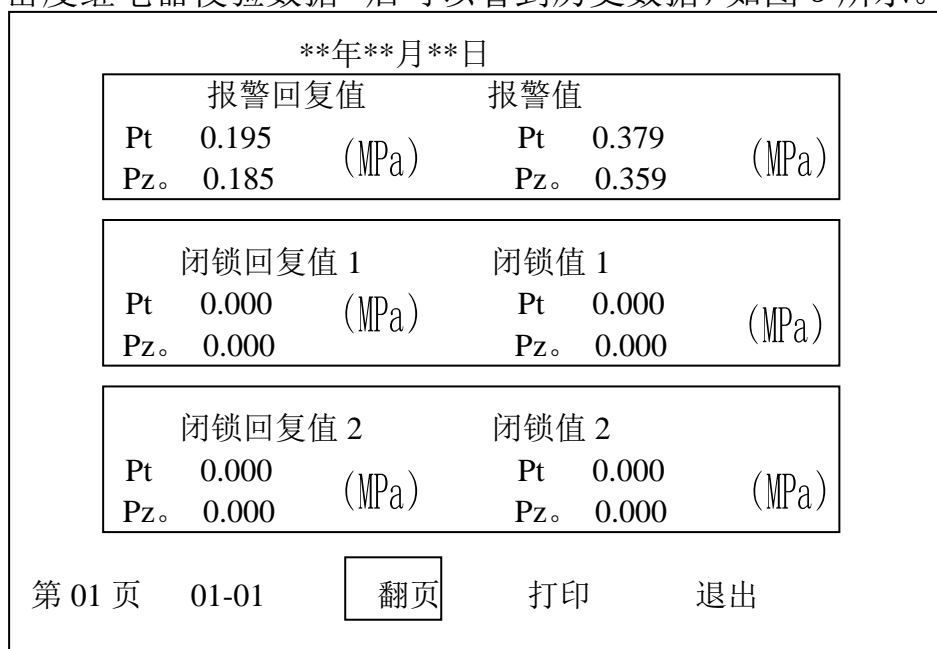 **年**月**日
报警回复值 报警值
Pt 0.195 (MPa) Pt 0.379 (MPa)
Pz。 0.185 Pz。 0.359
闭锁回复值 1 闭锁值 1
Pt 0.000 (MPa) Pt 0.000 (MPa)
Pz。 0.000 Pz。 0.000
闭锁回复值 2 闭锁值 2
Pt 0.000 (MPa) Pt 0.000 (MPa)
Pz。 0.000 Pz。 0.000
第 01 页 01-01 翻页 打印 退出